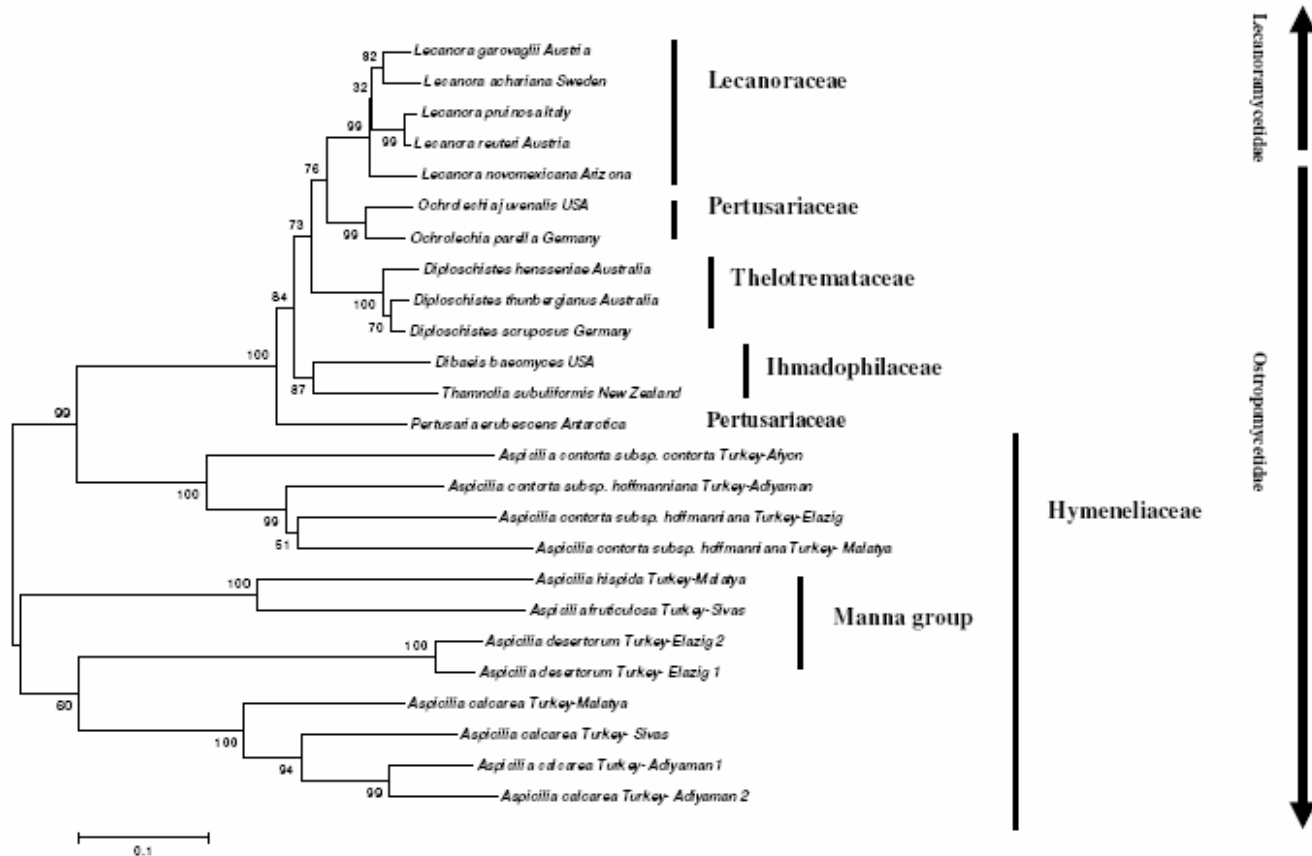 82
Lecanora garovaglii Austria
Lecanora achariana Sweden
32
Lecanora pruinosa Italy
99
99
Lecanora reuteri Austria
Lecanora novomexicana Arizona
Lecanoraceae
76
Ochrolechia juvenalis USA
99
Ochrolechia parella Germany
Pertusariaceae
73
Diploschistes hensseniae Australia
100
Diploschistes thunbergianus Australia
70
Diploschistes scruposus Germany
Thelotremataceae
84
Dibaeis baeomyces USA
87
Thamnolia subuliformis New Zealand
Ihmadophilaceae
100
Pertusaria erubescens Antarctica
Pertusariaceae
99
Aspicilia contorta subsp. contorta Turkey-Afyon
100
Aspicilia contorta subsp. hoffmanniana Turkey-Adiyaman
99
Aspicilia contorta subsp. hoffmanniana Turkey-Elazig
51
Aspicilia contorta subsp. hoffmanniana Turkey- Malatya
Hymeneliaceae
100
Aspicilia hispida Turkey-Malatya
Aspicilia fruticulosa Turkey-Sivas
Manna group
100
Aspicilia desertorum Turkey-Elazig 2
Aspicilia desertorum Turkey- Elazig 1
60
Aspicilia calcarea Turkey-Malatya
100
Aspicilia calcarea Turkey- Sivas
94
Aspicilia calcarea Turkey- Adiyaman 1
99
Aspicilia calcarea Turkey- Adiyaman 2
0.1
Lecanoramycetidae
Ostropomycetidae